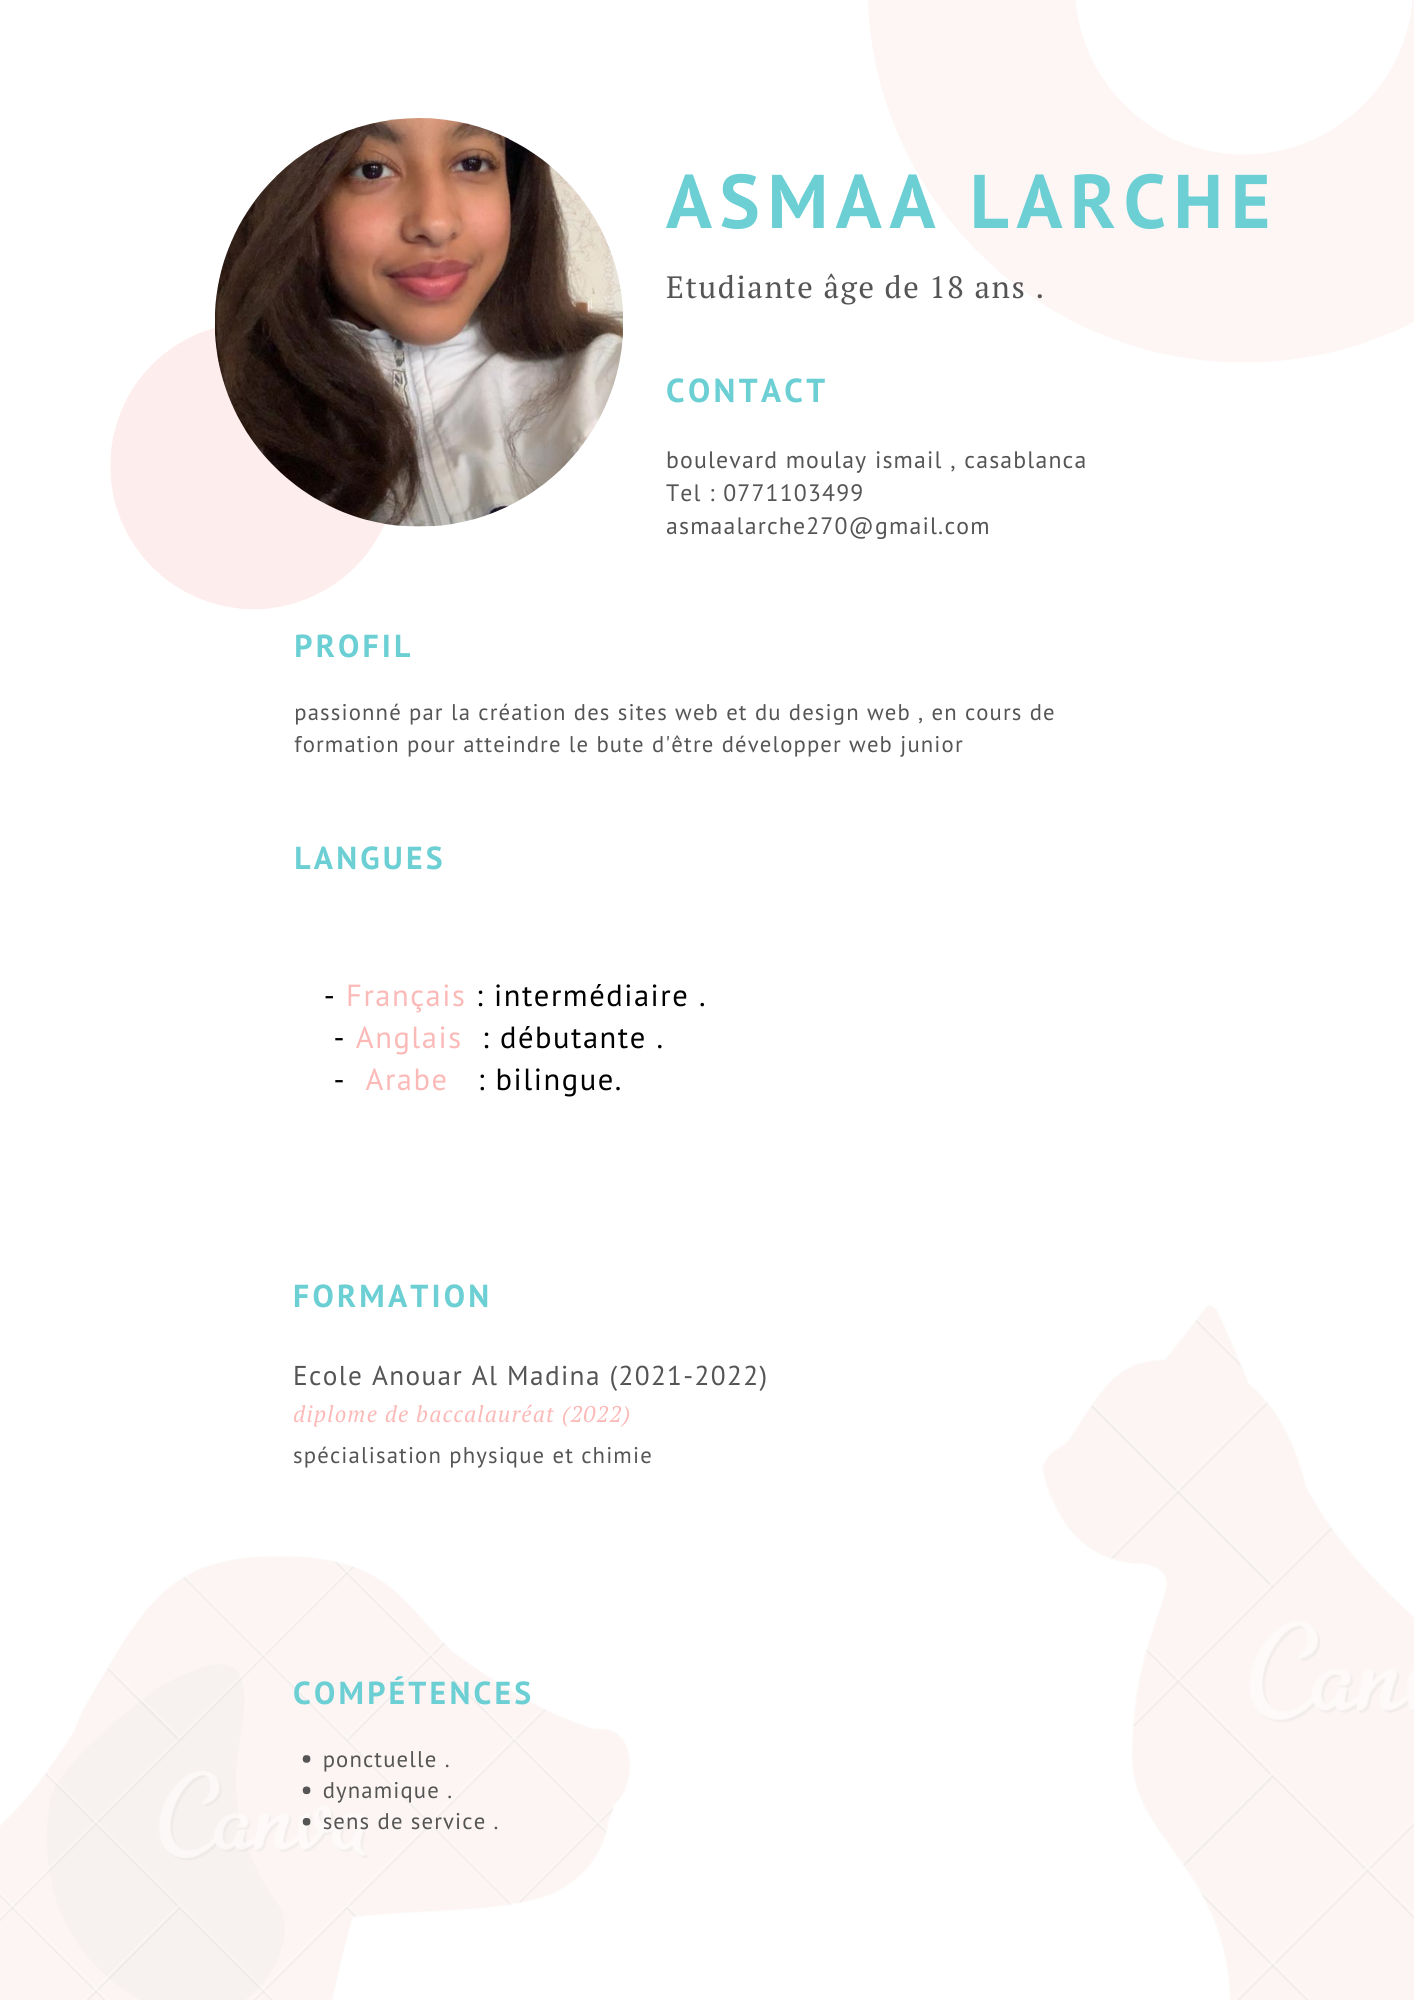 ASMAA LARCHE
Etudiante âge de 18 ans .
CONTACT
boulevard moulay ismail , casablanca
Tel : 0771103499
asmaalarche270@gmail.com
PROFIL
passionné par la création des sites web et du design web , en cours de
formation pour atteindre le bute d'être développer web junior
LANGUES
- Français : intermédiaire .
- Anglais : débutante .
- Arabe : bilingue.
FORMATION
Ecole Anouar Al Madina (2021-2022)
diplome de baccalauréat (2022)
spécialisation physique et chimie
COMPÉTENCES
• ponctuelle .
• dynamique .
• sens de service .
Canva
Can